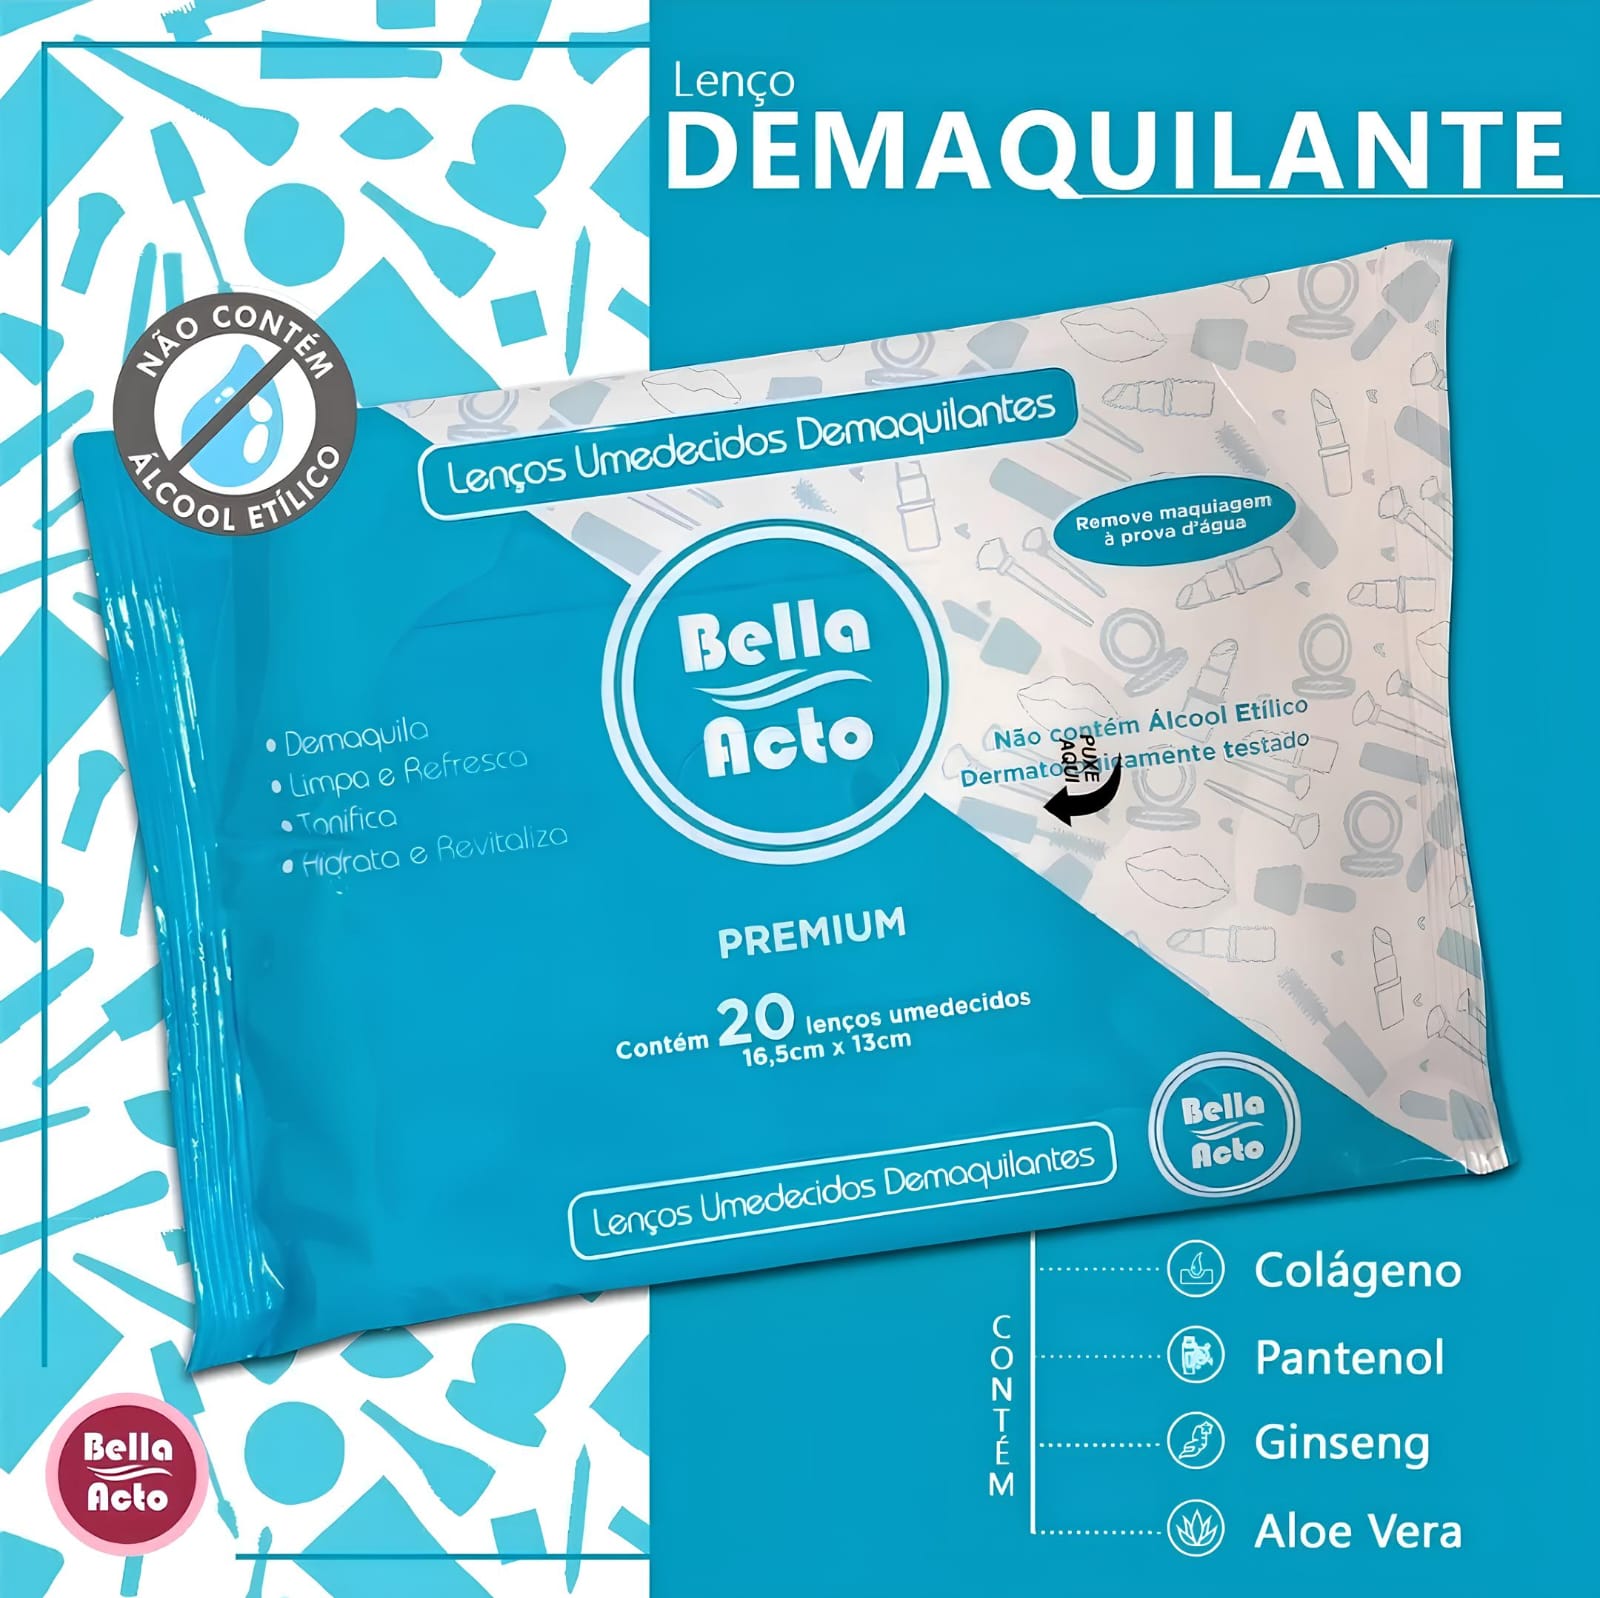 Lenço
DEMAQUILANTE
NÃO CONTÉM
ÁLCOOL ETÍLICO
Lenços Umedecidos Demaquilantes
Remove maquiagem
à prova d'água
Bella
Acto
• Demaquila
• Limpa e Refresca
• Tonifica
• Hidrata e Revitaliza
Não contém Álcool Etílico
testado
PUXE
AQUI
PREMIUM
Contém 20 lenços umedecidos
16,5cm x 13cm
Lenços Umedecidos Demaquilantes
Bella
Acto
CONTÉM
Colágeno
Pantenol
Ginseng
Aloe Vera
Bella
Acto